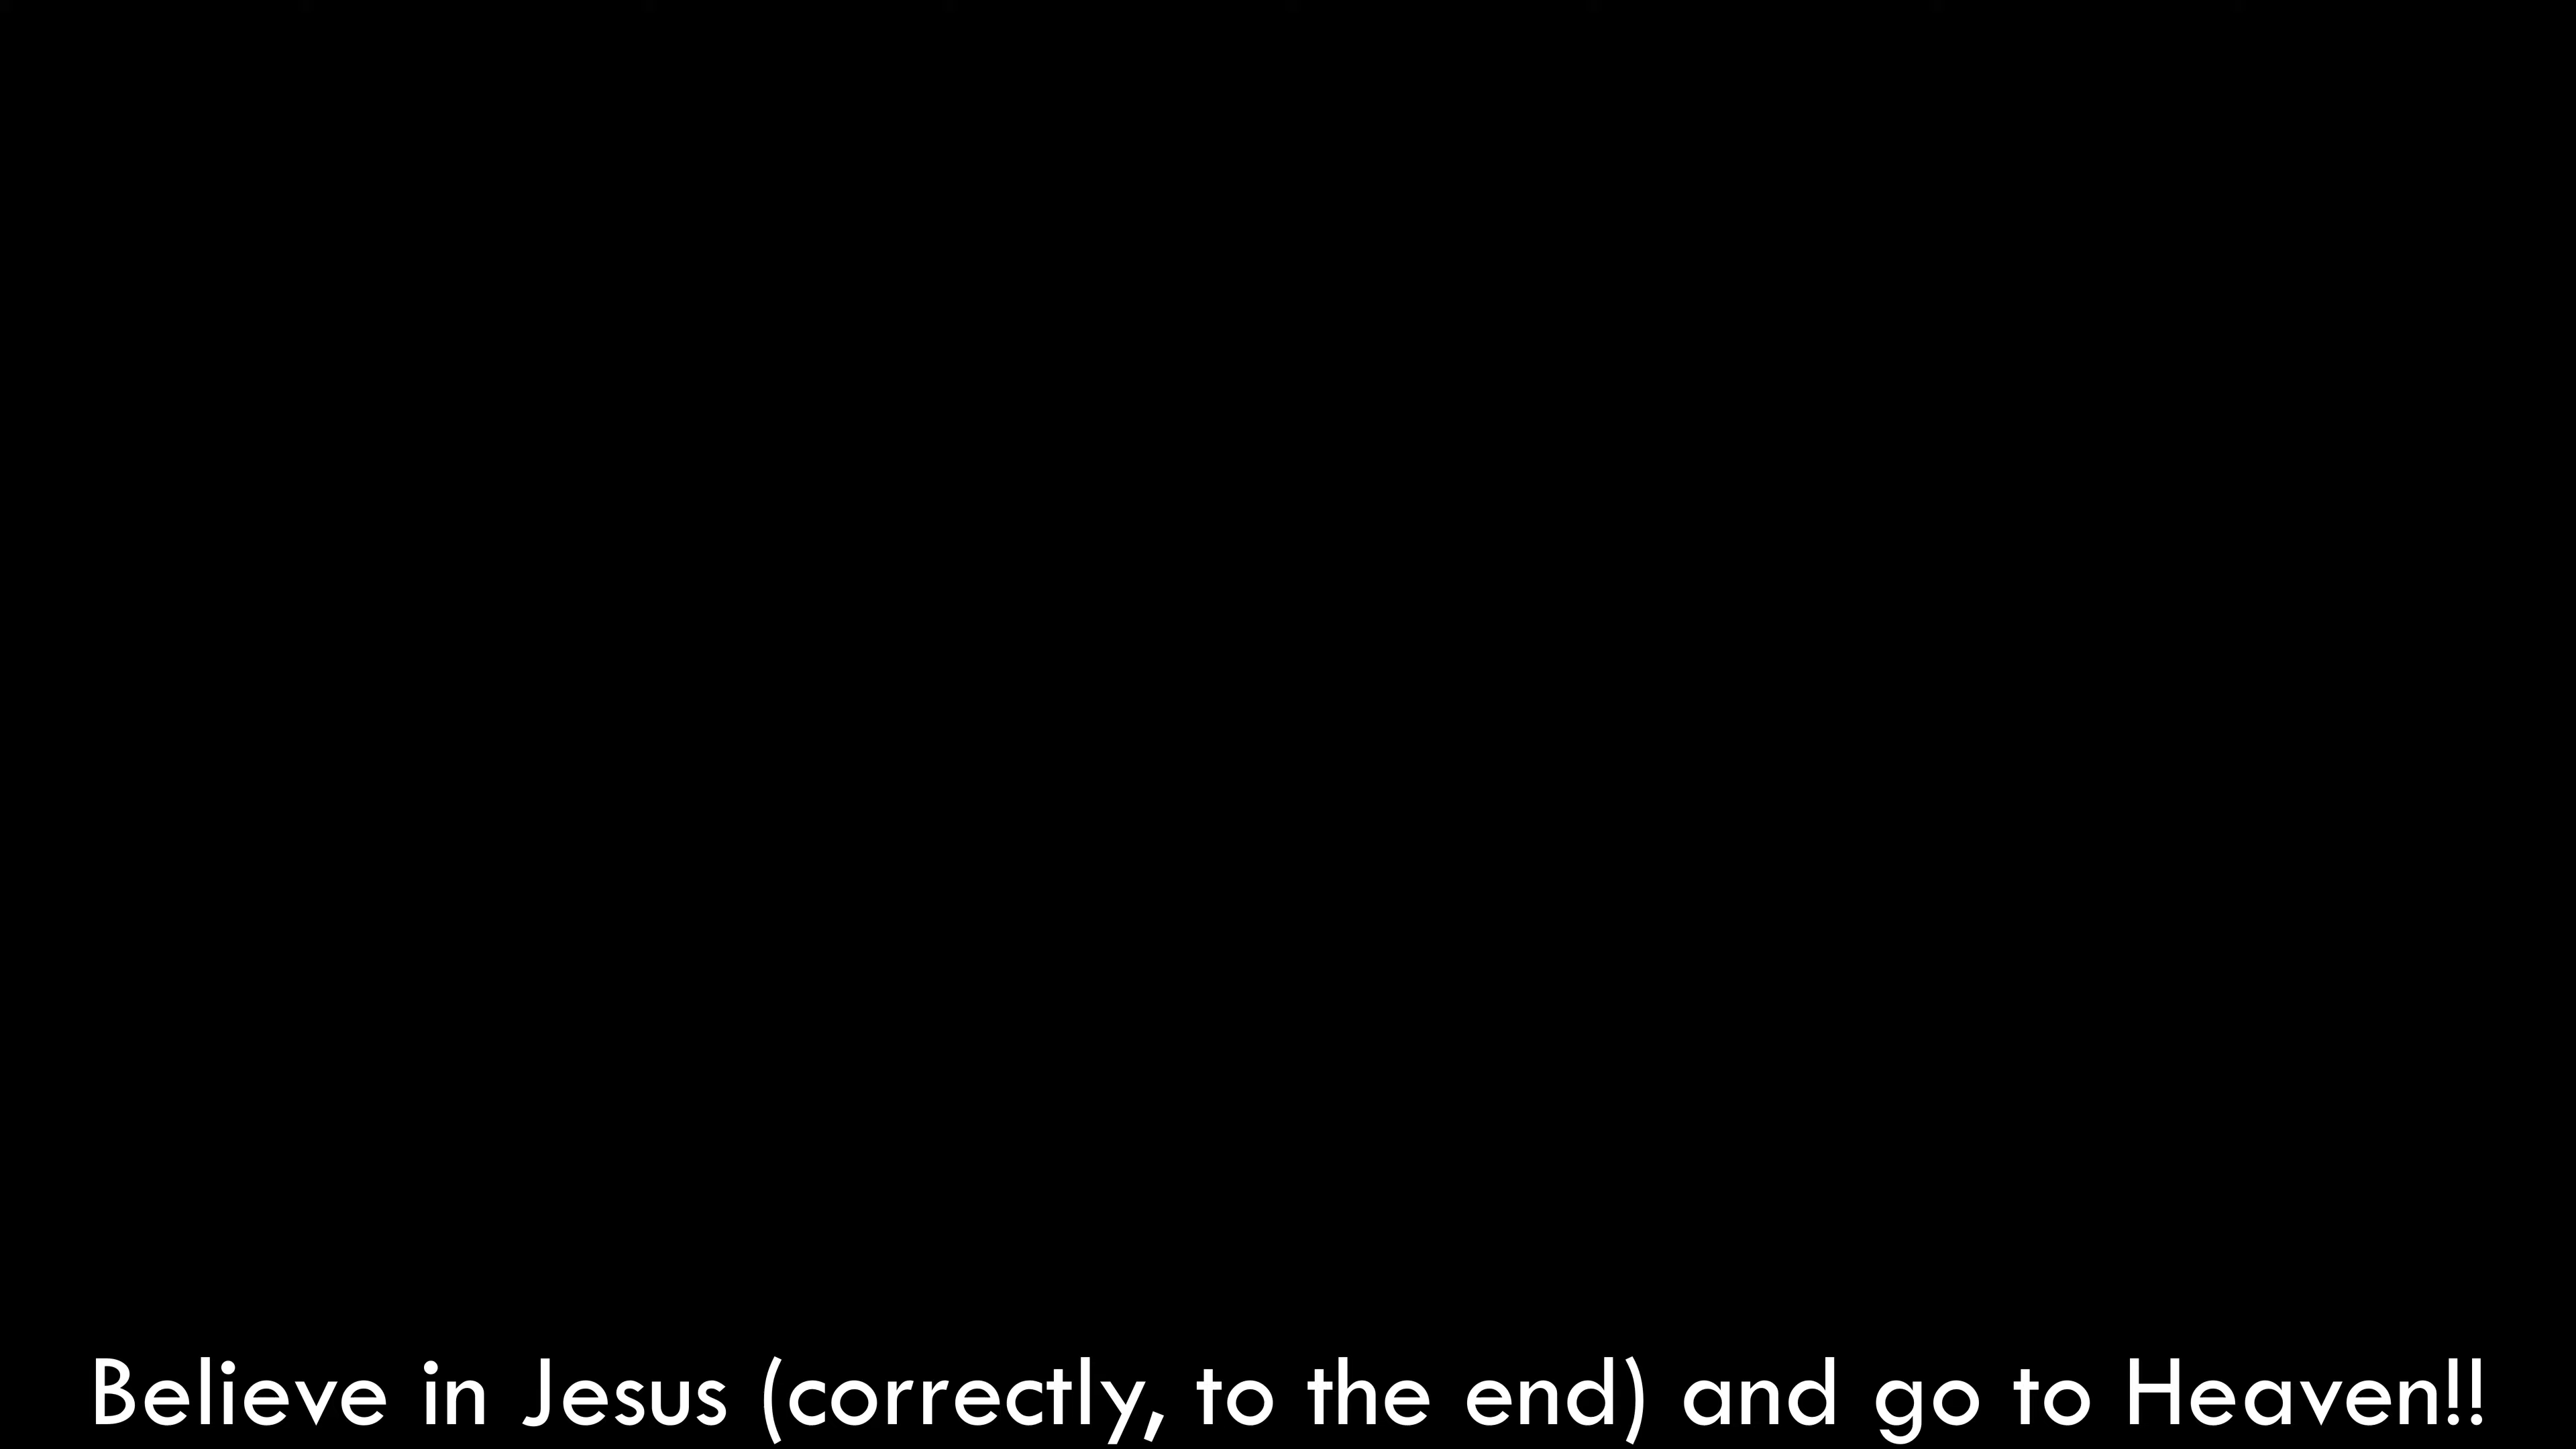 Believe in Jesus (correctly, to the end) and go to Heaven!!